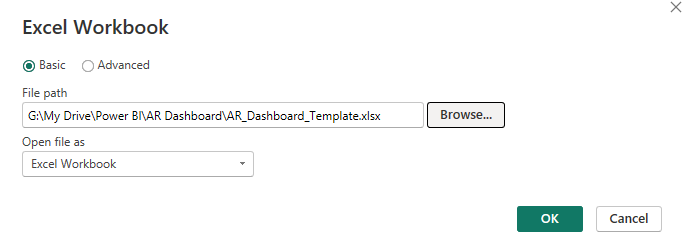 Excel Workbook
Basic Advanced
File path
G:\My Drive\Power BI\AR Dashboard\AR_Dashboard_Template.xlsx Browse...
Open file as
Excel Workbook
OK Cancel